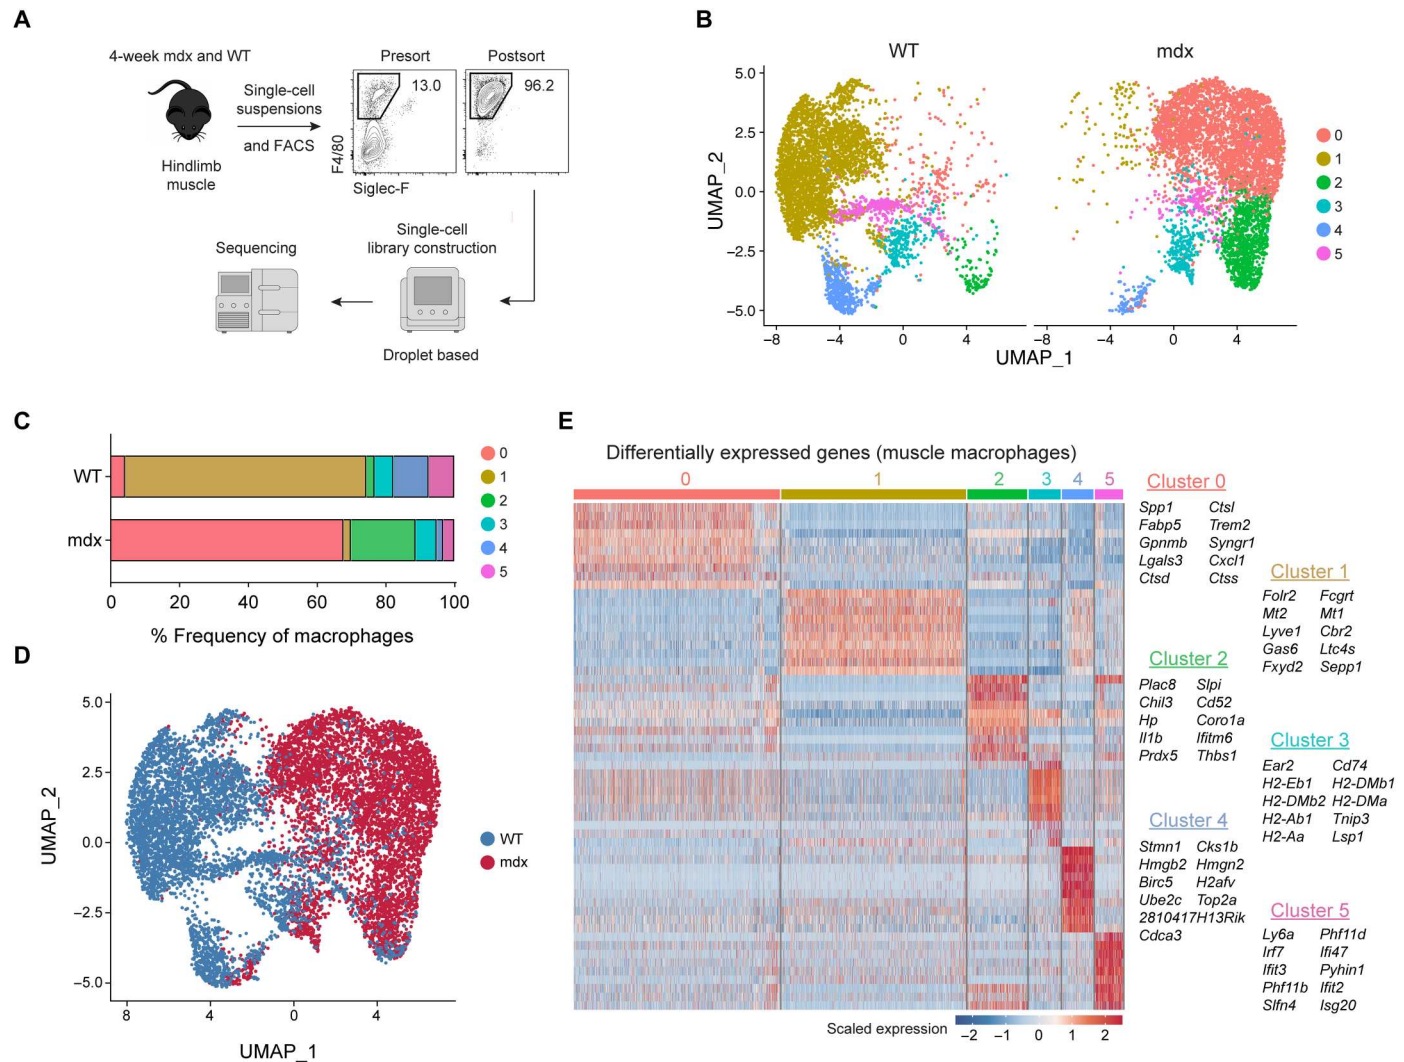 A
4-week mdx and WT
Hindlimb
muscle
Single-cell
suspensions
and FACS
Presort
13.0
Postsort
96.2
F4/80
Siglec-F
Sequencing
Single-cell
library construction
Droplet based
B
WT
mdx
5.0
2.5
0.0
−2.5
−5.0
UMAP_2
−8
−4
0
4
−8
−4
0
4
UMAP_1
0
1
2
3
4
5
C
WT
mdx
0
20
40
60
80
100
% Frequency of macrophages
0
1
2
3
4
5
D
5.0
2.5
0.0
−2.5
−5.0
UMAP_2
8
4
0
4
UMAP_1
WT
mdx
E
Differentially expressed genes (muscle macrophages)
0 1 2 3 4 5
Cluster 0
Spp1 Ctsl
Fabp5 Trem2
Gpnmb Syngr1
Lgals3 Cxcl1
Ctsd Ctss
Cluster 1
Folr2 Fcgrt
Mt2 Mt1
Lyve1 Cbr2
Gas6 Ltc4s
Fxyd2 Sepp1
Cluster 2
Plac8 Slpi
Chil3 Cd52
Hp Coro1a
Il1b Ifitm6
Prdx5 Thbs1
Cluster 3
Ear2 Cd74
H2-Eb1 H2-DMb1
H2-DMb2 H2-DMa
H2-Ab1 Tnip3
H2-Aa Lsp1
Cluster 4
Stmn1 Cks1b
Hmgb2 Hmgn2
Birc5 H2afv
Ube2c Top2a
2810417H13Rik
Cdca3
Cluster 5
Ly6a Phf11d
Irf7 Ifi47
Ifit3 Pyhin1
Phf11b Ifit2
Slfn4 Isg20
Scaled expression
−2 −1 0 1 2